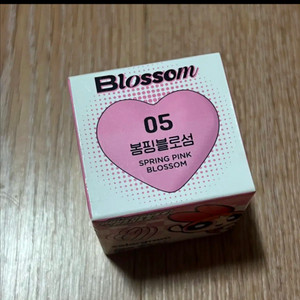 Blossom
05
봄핑블로섬
SPRING PINK
BLOSSOM